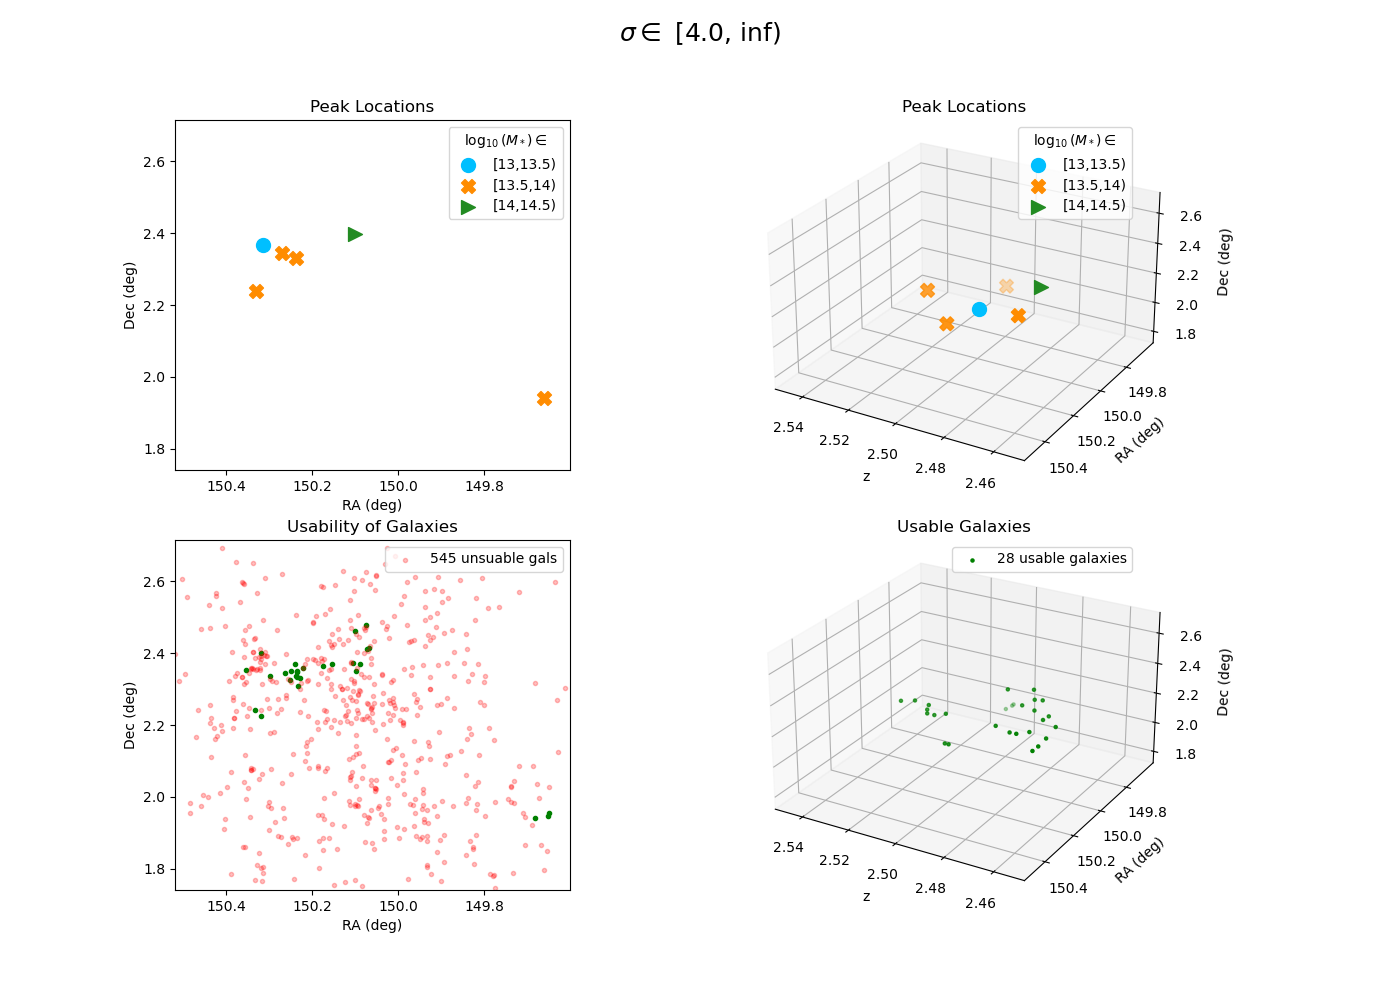 σ ∈ [4.0, inf)
Peak Locations
log₁₀(M*) ∈
[13,13.5)
[13.5,14)
[14,14.5)
2.6
2.4
2.2
2.0
1.8
Dec (deg)
150.4 150.2 150.0 149.8
RA (deg)
Peak Locations
log₁₀(M*) ∈
[13,13.5)
[13.5,14)
[14,14.5)
2.6
2.4
2.2
2.0
1.8
Dec (deg)
149.8
150.0
150.2
150.4
RA (deg)
2.54
2.52
2.50
2.48
2.46
z
Usability of Galaxies
545 unsuable gals
2.6
2.4
2.2
2.0
1.8
Dec (deg)
150.4 150.2 150.0 149.8
RA (deg)
Usable Galaxies
28 usable galaxies
2.6
2.4
2.2
2.0
1.8
Dec (deg)
149.8
150.0
150.2
150.4
RA (deg)
2.54
2.52
2.50
2.48
2.46
z